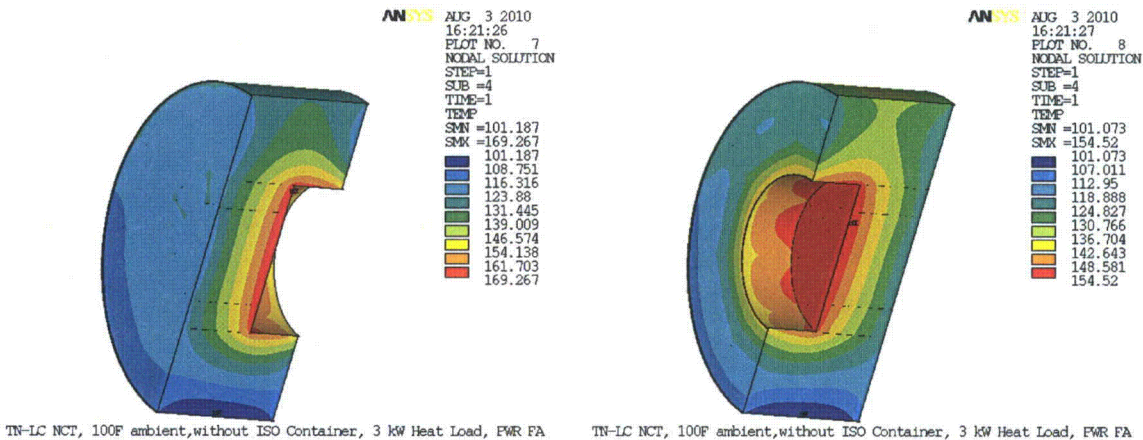 ANSYS
AUG 3 2010
16:21:26
PLOT NO. 7
NODAL SOLUTION
STEP=1
SUB =4
TIME=1
TEMP
SMN =101.187
SMX =169.267
101.187
108.751
116.316
123.88
131.445
139.009
146.574
154.138
161.703
169.267
TN-LC NCT, 100F ambient,without ISO Container, 3 kW Heat Load, PWR FA
ANSYS
AUG 3 2010
16:21:27
PLOT NO. 8
NODAL SOLUTION
STEP=1
SUB =4
TIME=1
TEMP
SMN =101.073
SMX =154.52
101.073
107.011
112.95
118.888
124.827
130.766
136.704
142.643
148.581
154.52
TN-LC NCT, 100F ambient,without ISO Container, 3 kW Heat Load, PWR FA